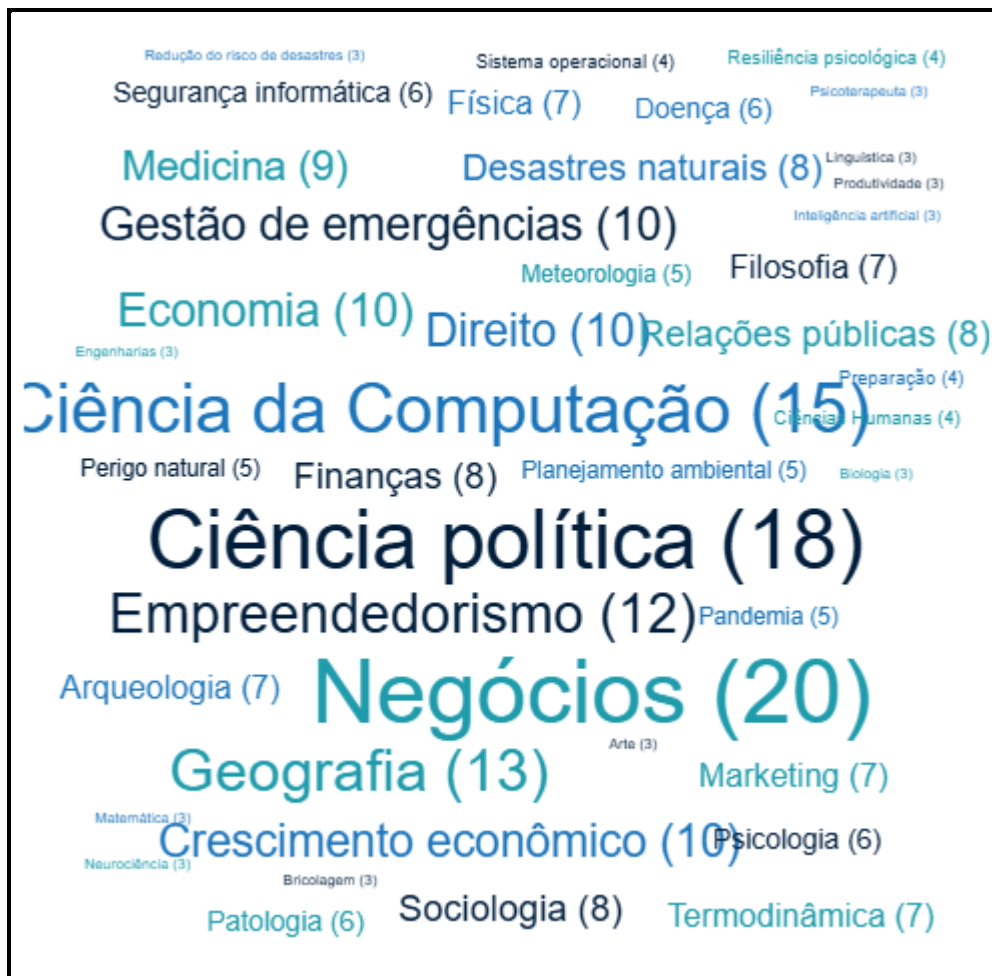 Redução do risco de desastres (3)
Sistema operacional (4)
Resiliência psicológica (4)
Segurança informática (6)
Física (7)
Doença (6)
Psicoterapeuta (3)
Medicina (9)
Desastres naturais (8)
Linguística (3)
Produtividade (3)
Gestão de emergências (10)
Inteligência artificial (3)
Meteorologia (5)
Filosofia (7)
Economia (10)
Direito (10)
Relações públicas (8)
Engenharias (3)
Preparação (4)
Ciência da Computação (15)
Ciências Humanas (4)
Perigo natural (5)
Finanças (8)
Planejamento ambiental (5)
Biologia (3)
Ciência política (18)
Empreendedorismo (12)
Pandemia (5)
Arqueologia (7)
Negócios (20)
Arte (3)
Geografia (13)
Marketing (7)
Matemática (3)
Crescimento econômico (10)
Psicologia (6)
Neurociência (3)
Bricolagem (3)
Patologia (6)
Sociologia (8)
Termodinâmica (7)